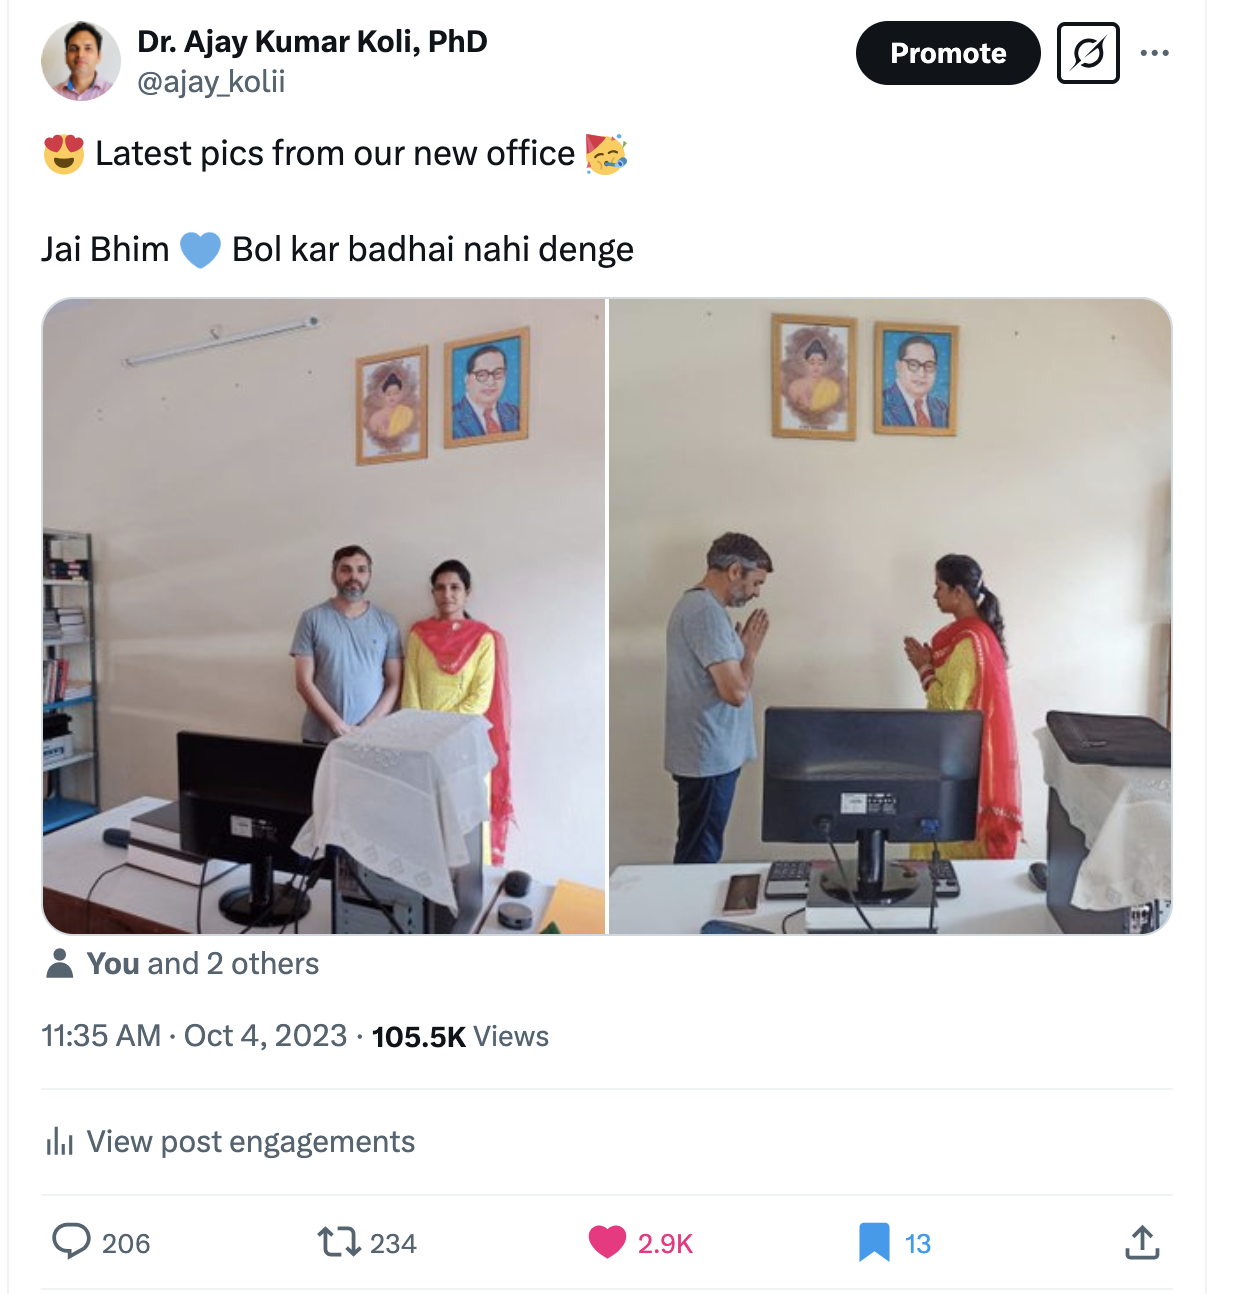 Dr. Ajay Kumar Koli, PhD
@ajay_kolii
Promote
😍 Latest pics from our new office 🥳
Jai Bhim 💙 Bol kar badhai nahi denge
You and 2 others
11:35 AM · Oct 4, 2023 · 105.5K Views
View post engagements
206 234 2.9K 13